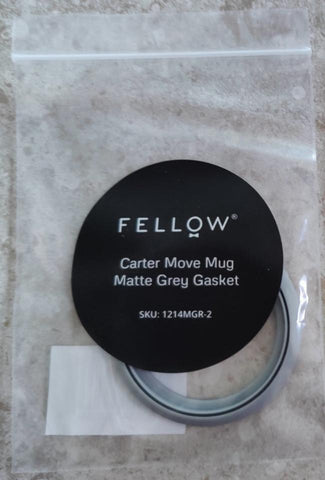 FELLOW®
Carter Move Mug
Matte Grey Gasket
SKU: 1214MGR-2